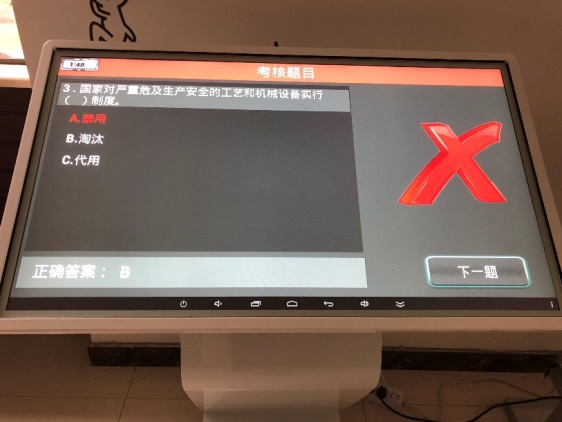 1:48
考核题目
3.国家对严重危及生产安全的工艺和机械设备实行
( )制度。
A.禁用
B.淘汰
C.代用
正确答案： B
下一题